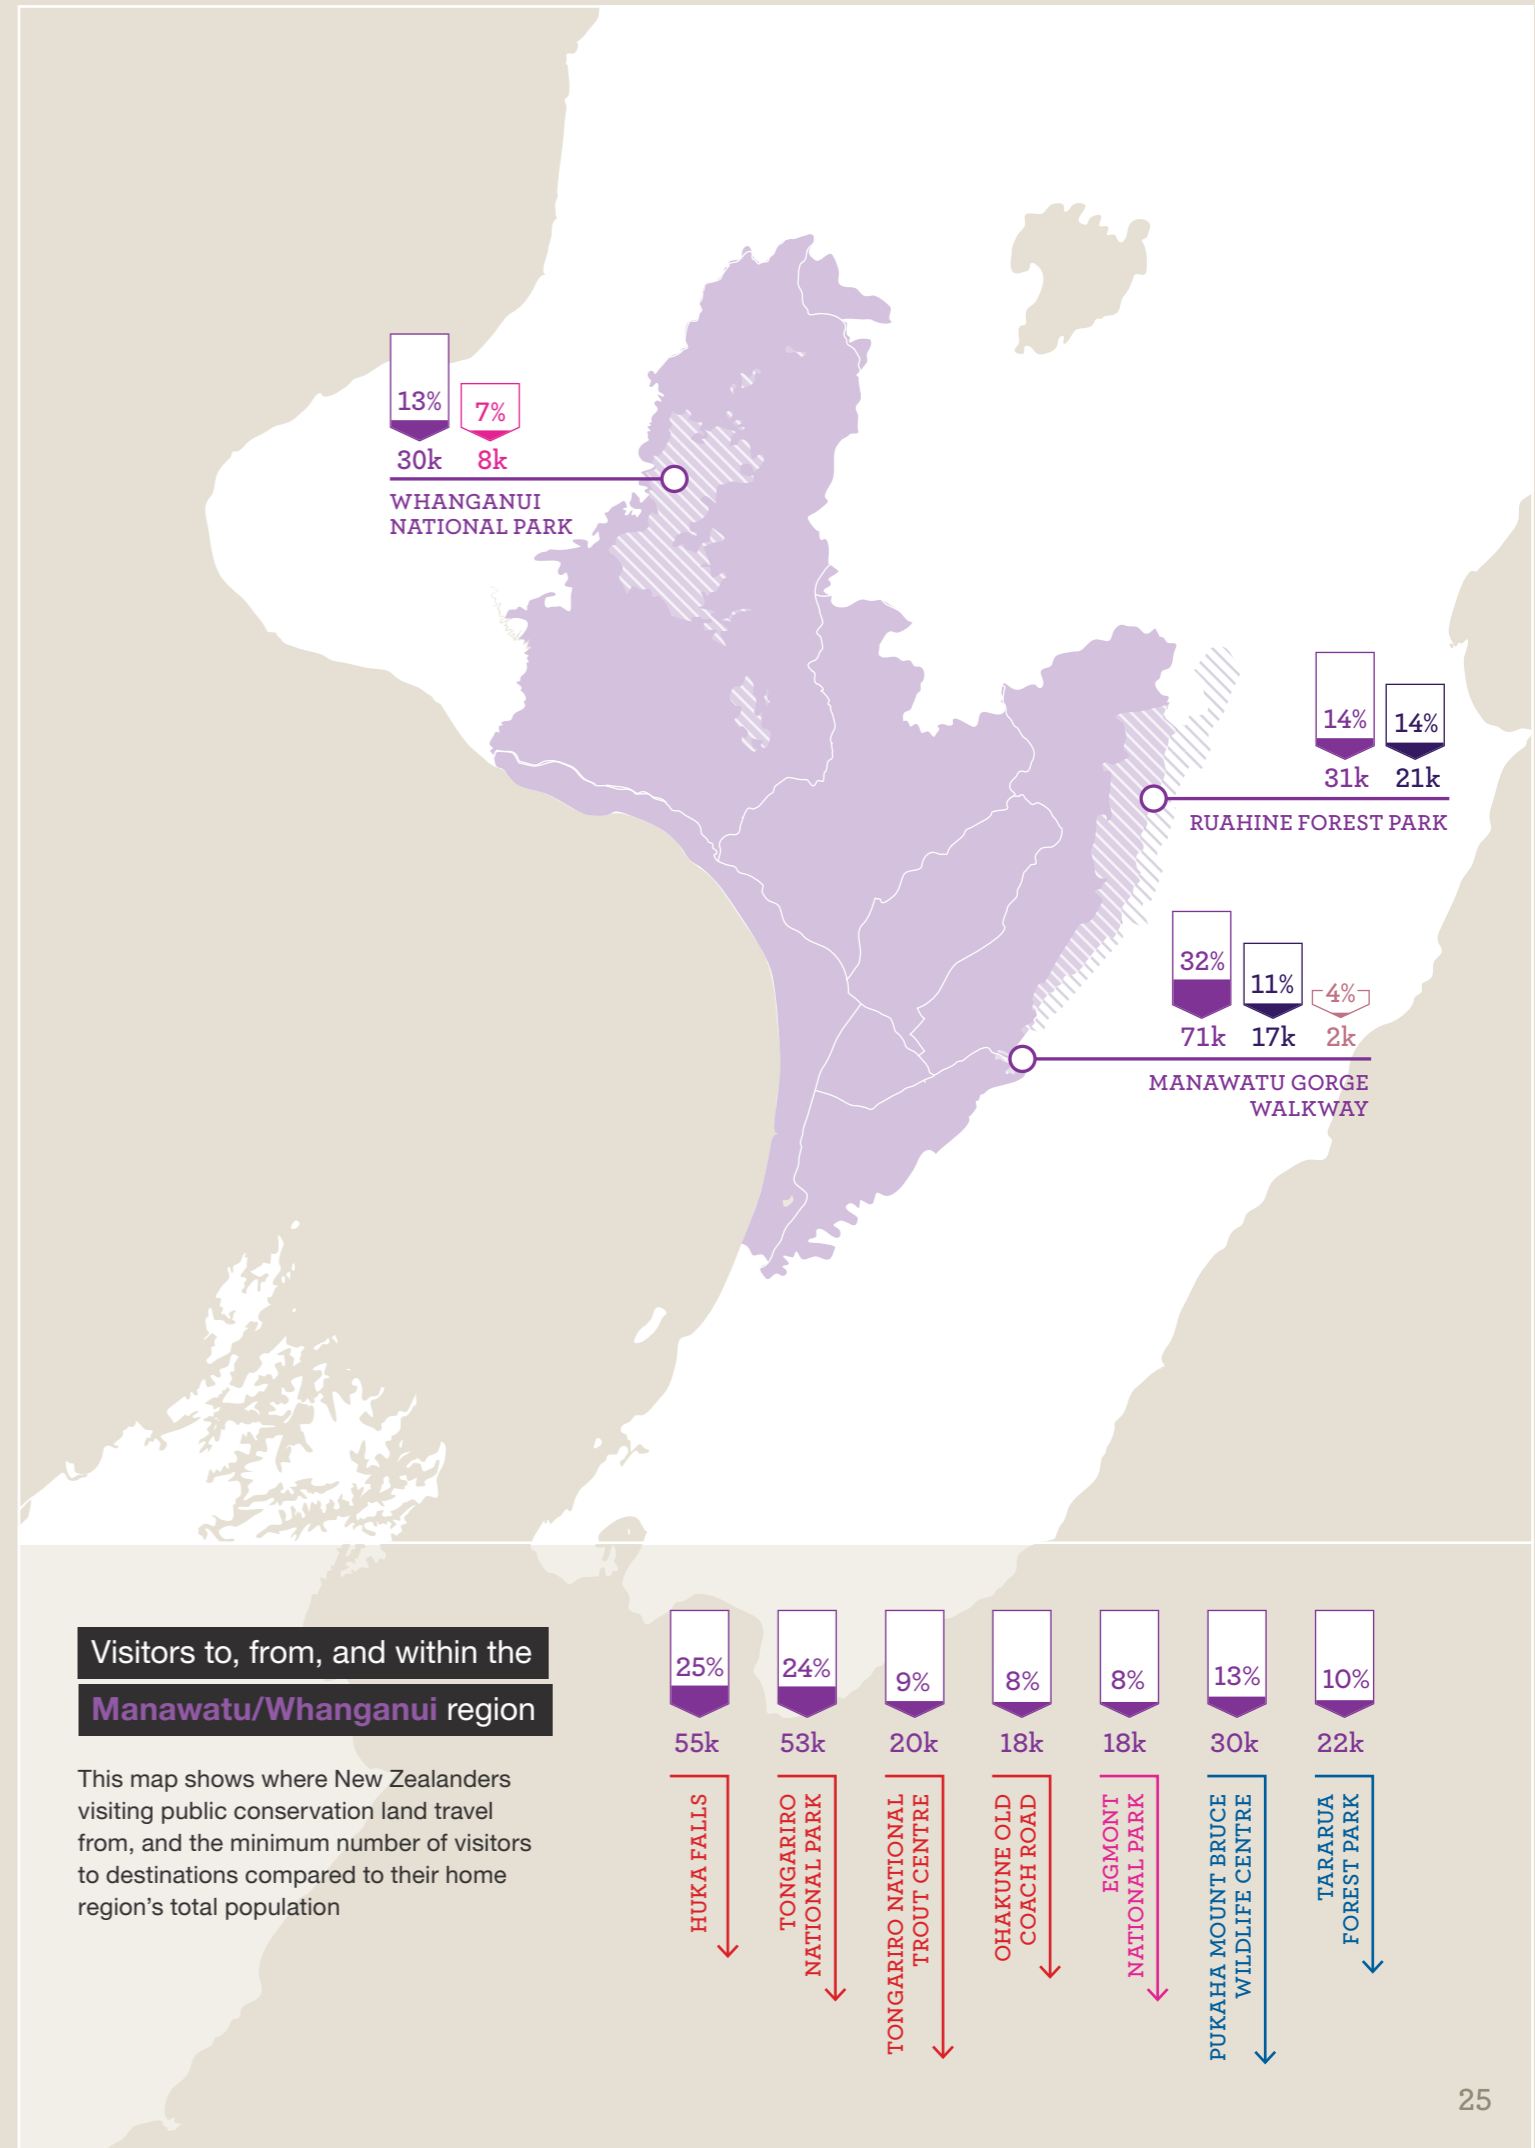 13% 7%
30k 8k
WHANGANUI
NATIONAL PARK
14% 14%
31k 21k
RUAHINE FOREST PARK
32% 11% 4%
71k 17k 2k
MANAWATU GORGE
WALKWAY
Visitors to, from, and within the
Manawatu/Whanganui region
This map shows where New Zealanders
visiting public conservation land travel
from, and the minimum number of visitors
to destinations compared to their home
region’s total population
25% 24% 9% 8% 8% 13% 10%
55k 53k 20k 18k 18k 30k 22k
HUKA FALLS
TONGARIRO
NATIONAL PARK
TONGARIRO NATIONAL
TROUT CENTRE
OHAKUNE OLD
COACH ROAD
EGMONT
NATIONAL PARK
PUKAHA MOUNT BRUCE
WILDLIFE CENTRE
TARARUA
FOREST PARK
25